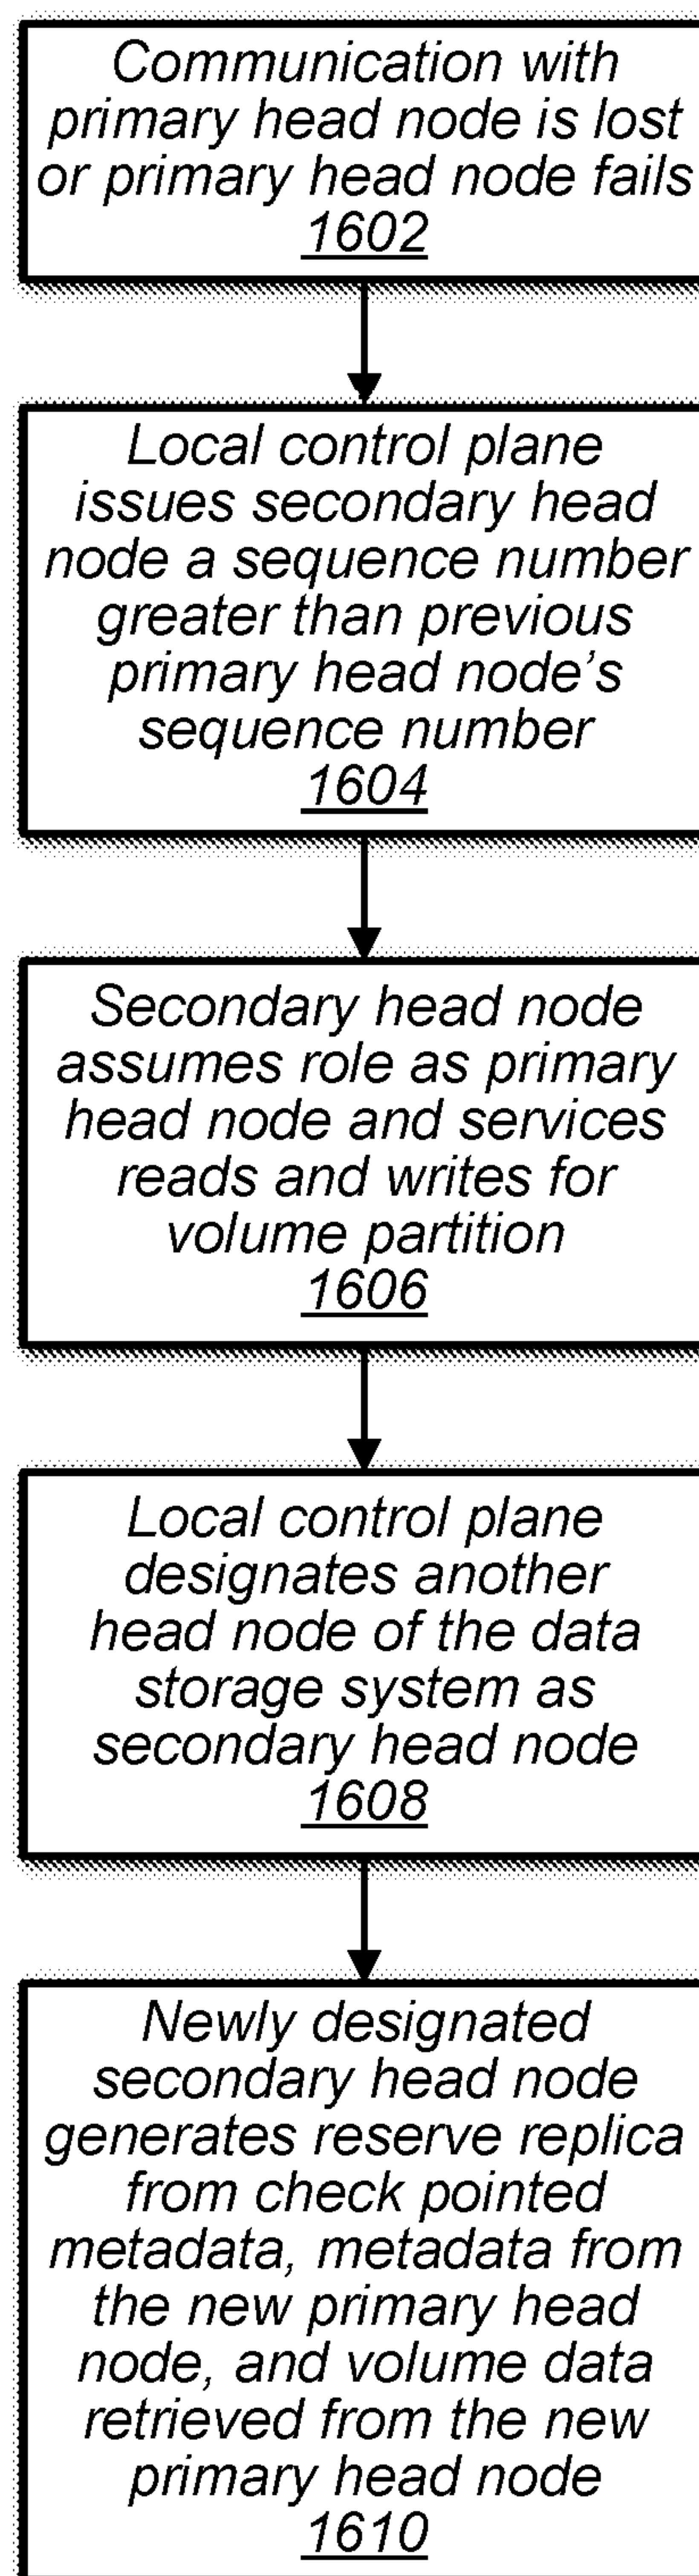 Communication with
primary head node is lost
or primary head node fails
1602
Local control plane
issues secondary head
node a sequence number
greater than previous
primary head node's
sequence number
1604
Secondary head node
assumes role as primary
head node and services
reads and writes for
volume partition
1606
Local control plane
designates another
head node of the data
storage system as
secondary head node
1608
Newly designated
secondary head node
generates reserve replica
from check pointed
metadata, metadata from
the new primary head
node, and volume data
retrieved from the new
primary head node
1610